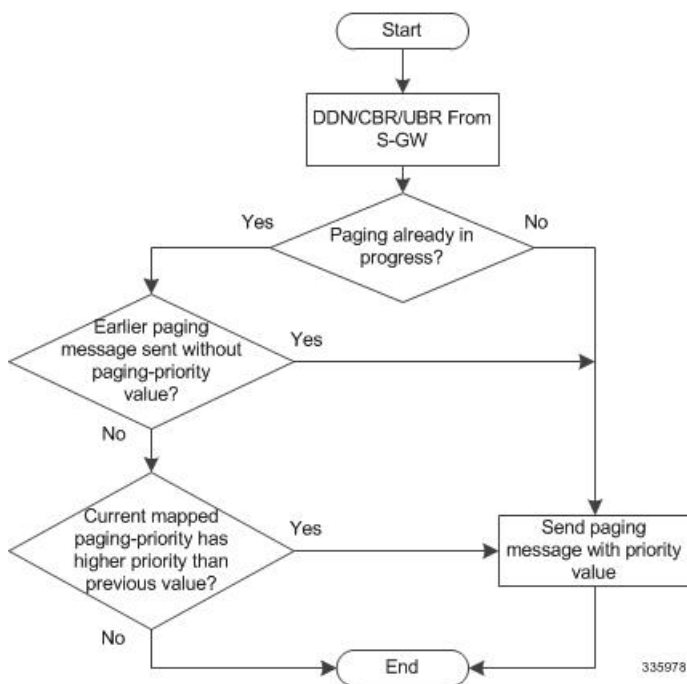 Start
DDN/CBR/UBR From
S-GW
Yes
No
Paging already in
progress?
Earlier paging
message sent without
paging-priority
value?
Yes
No
Current mapped
paging-priority has
higher priority than
previous value?
Yes
Send paging
message with priority
value
No
End
335978